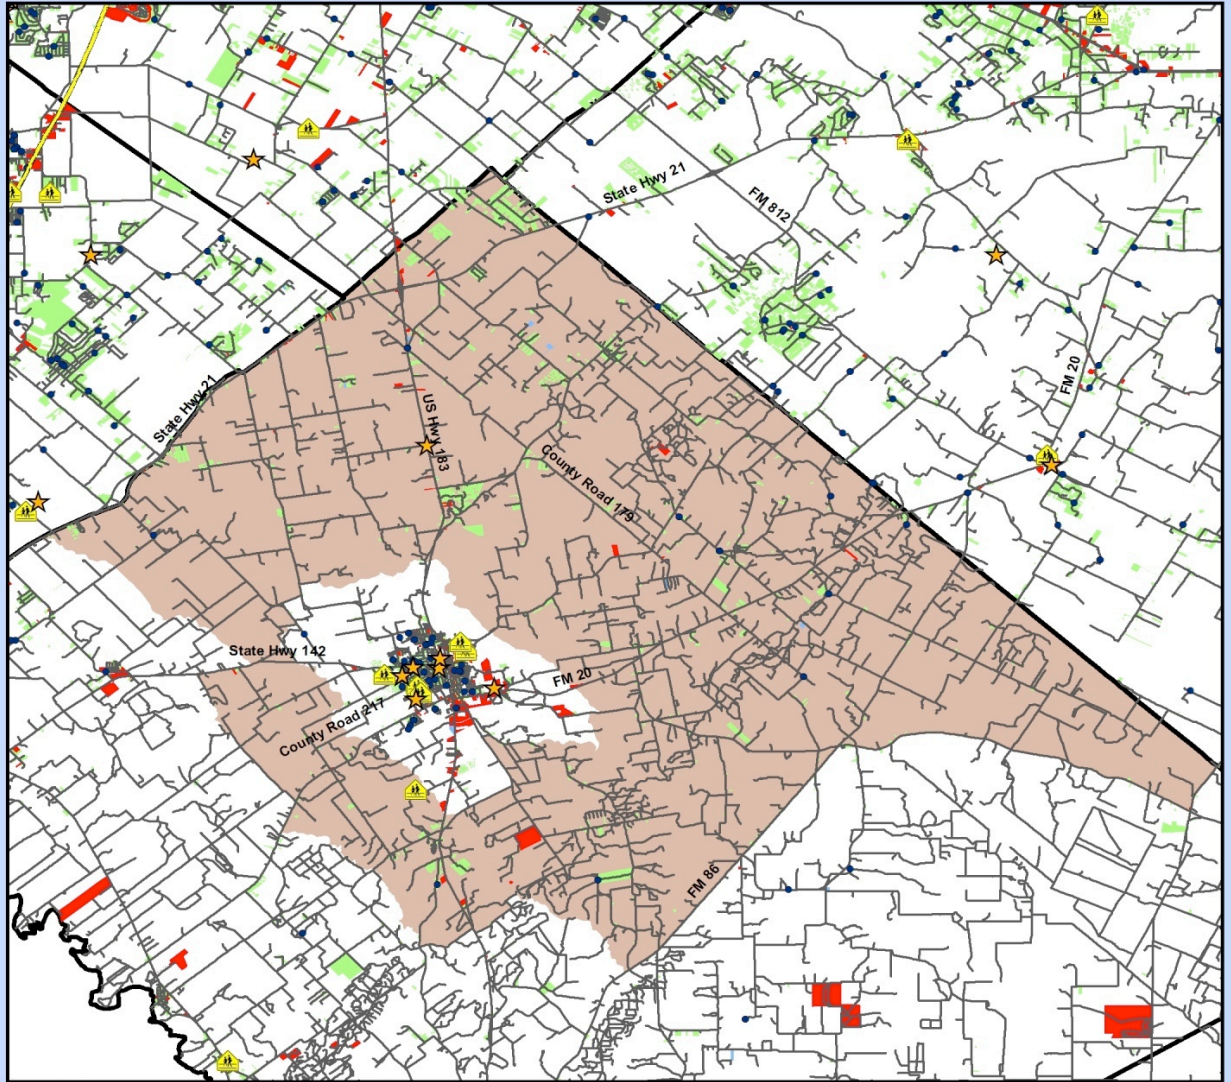 State Hwy 21
FM 812
State Hwy 21
FM 20
US Hwy 183
County Road 179
State Hwy 142
FM 20
County Road 217
FM 86